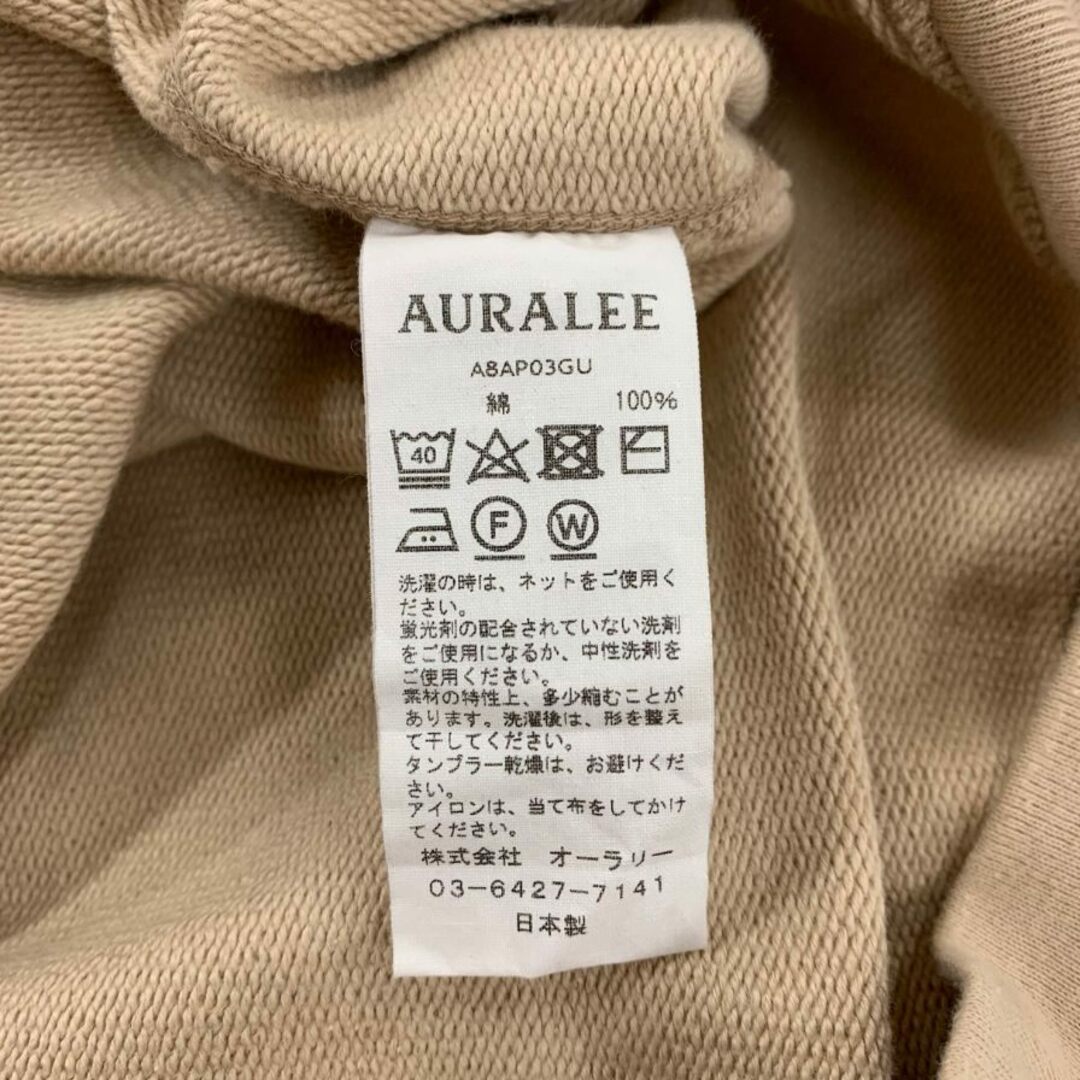 AURALEE
A8AP03GU
綿 100%
40
F W
洗濯の時は、ネットをご使用く
ださい。
蛍光剤の配合されていない洗剤
をご使用になるか、中性洗剤を
ご使用ください。
素材の特性上、多少縮むことが
あります。洗濯後は、形を整え
て干してください。
タンブラー乾燥は、お避けくだ
さい。
アイロンは、当て布をしてかけ
てください。
株式会社 オーラリー
03-6427-7141
日本製